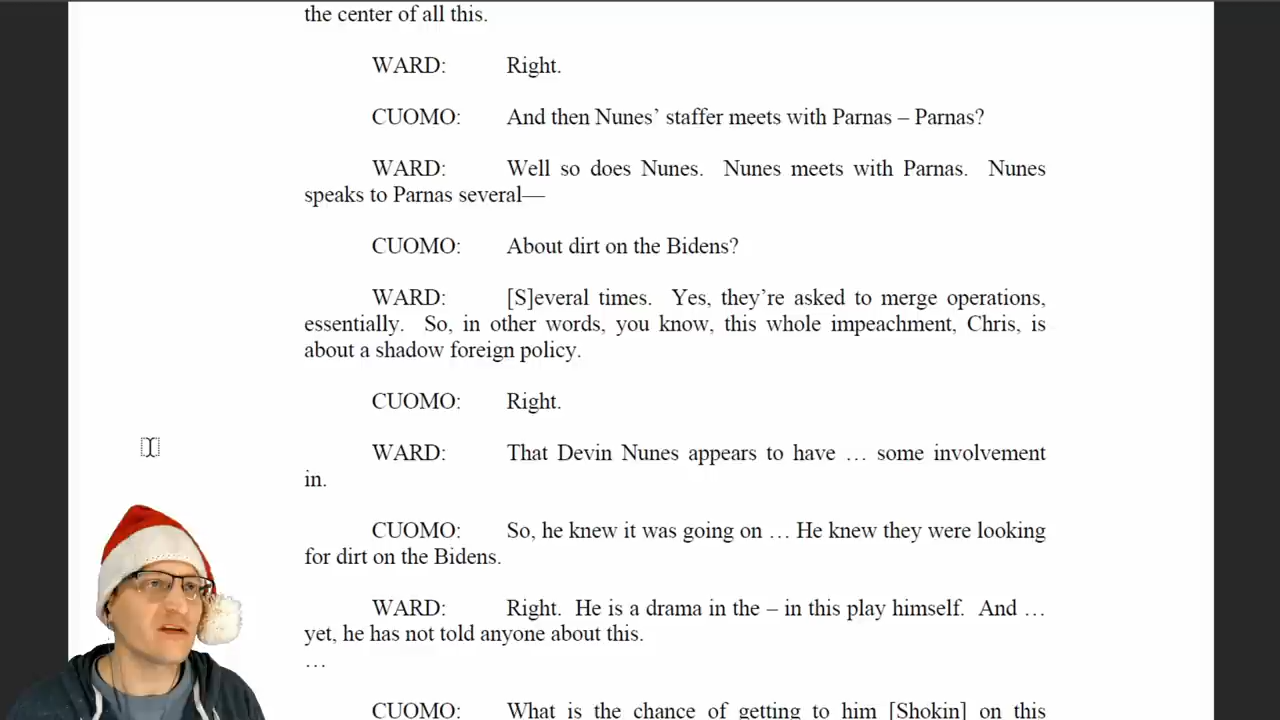 the center of all this.
WARD: Right.
CUOMO: And then Nunes’ staffer meets with Parnas – Parnas?
WARD: Well so does Nunes. Nunes meets with Parnas. Nunes
speaks to Parnas several—
CUOMO: About dirt on the Bidens?
WARD: [S]everal times. Yes, they’re asked to merge operations,
essentially. So, in other words, you know, this whole impeachment, Chris, is
about a shadow foreign policy.
CUOMO: Right.
WARD: That Devin Nunes appears to have … some involvement
in.
CUOMO: So, he knew it was going on … He knew they were looking
for dirt on the Bidens.
WARD: Right. He is a drama in the – in this play himself. And …
yet, he has not told anyone about this.
…
CUOMO: What is the chance of getting to him [Shokin] on this